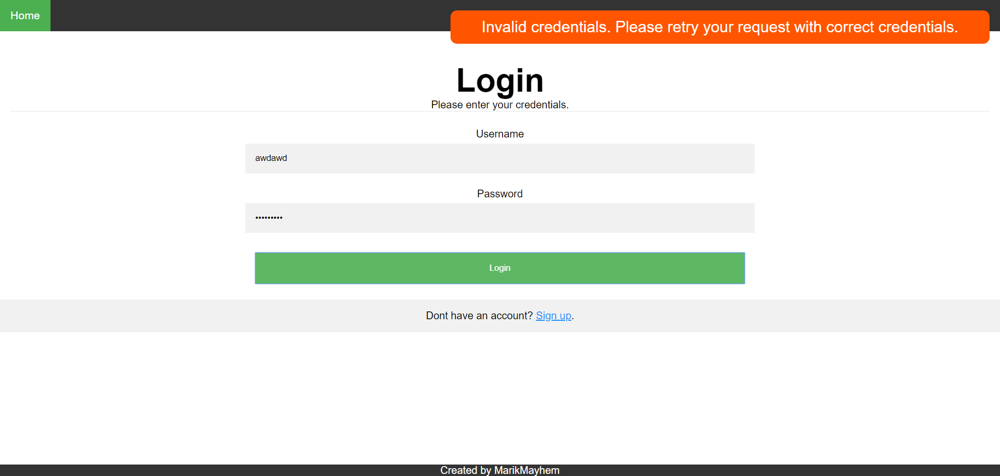 Home
Invalid credentials. Please retry your request with correct credentials.
Login
Please enter your credentials.
Username
awdawd
Password
•••••••••
Login
Dont have an account? Sign up.
Created by MarikMayhem